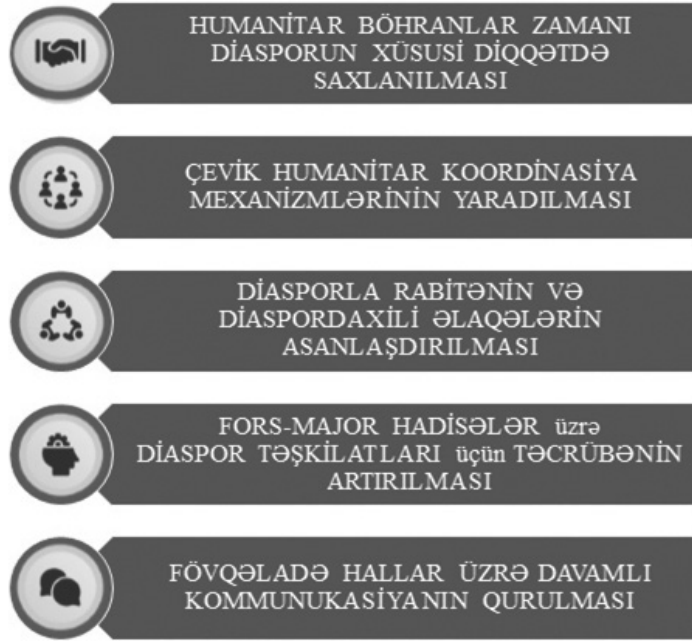 HUMANİTAR BÖHRANLAR ZAMANI
DİASPORUN XÜSUSİ DİQQƏTDƏ
SAXLANILMASI
ÇEVİK HUMANİTAR KOORDİNASİYA
MEXANİZMLƏRİNİN YARADILMASI
DİASPORLA RABİTƏNİN VƏ
DİASPORDAXİLİ ƏLAQƏLƏRİN
ASANLAŞDIRILMASI
FORS-MAJOR HADİSƏLƏR üzrə
DİASPOR TƏŞKİLATLARI üçün TƏCRÜBƏNİN
ARTIRILMASI
FÖVQƏLADƏ HALLAR ÜZRƏ DAVAMLI
KOMMUNUKASİYANIN QURULMASI